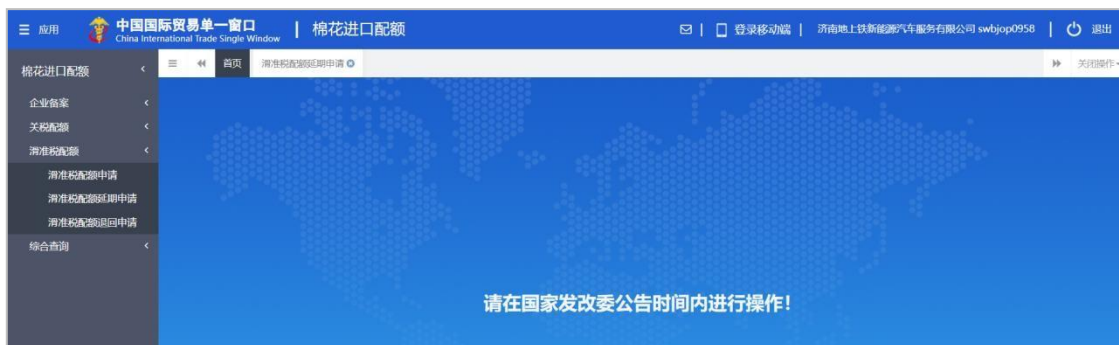 应用
中国国际贸易单一窗口
China International Trade Single Window
棉花进口配额
登录移动端
济南地上铁新能源汽车服务有限公司 swbjop0958
退出
棉花进口配额
首页
滑准税配额延期申请
关闭操作
企业备案
关税配额
滑准税配额
滑准税配额申请
滑准税配额延期申请
滑准税配额退回申请
综合查询
请在国家发改委公告时间内进行操作!